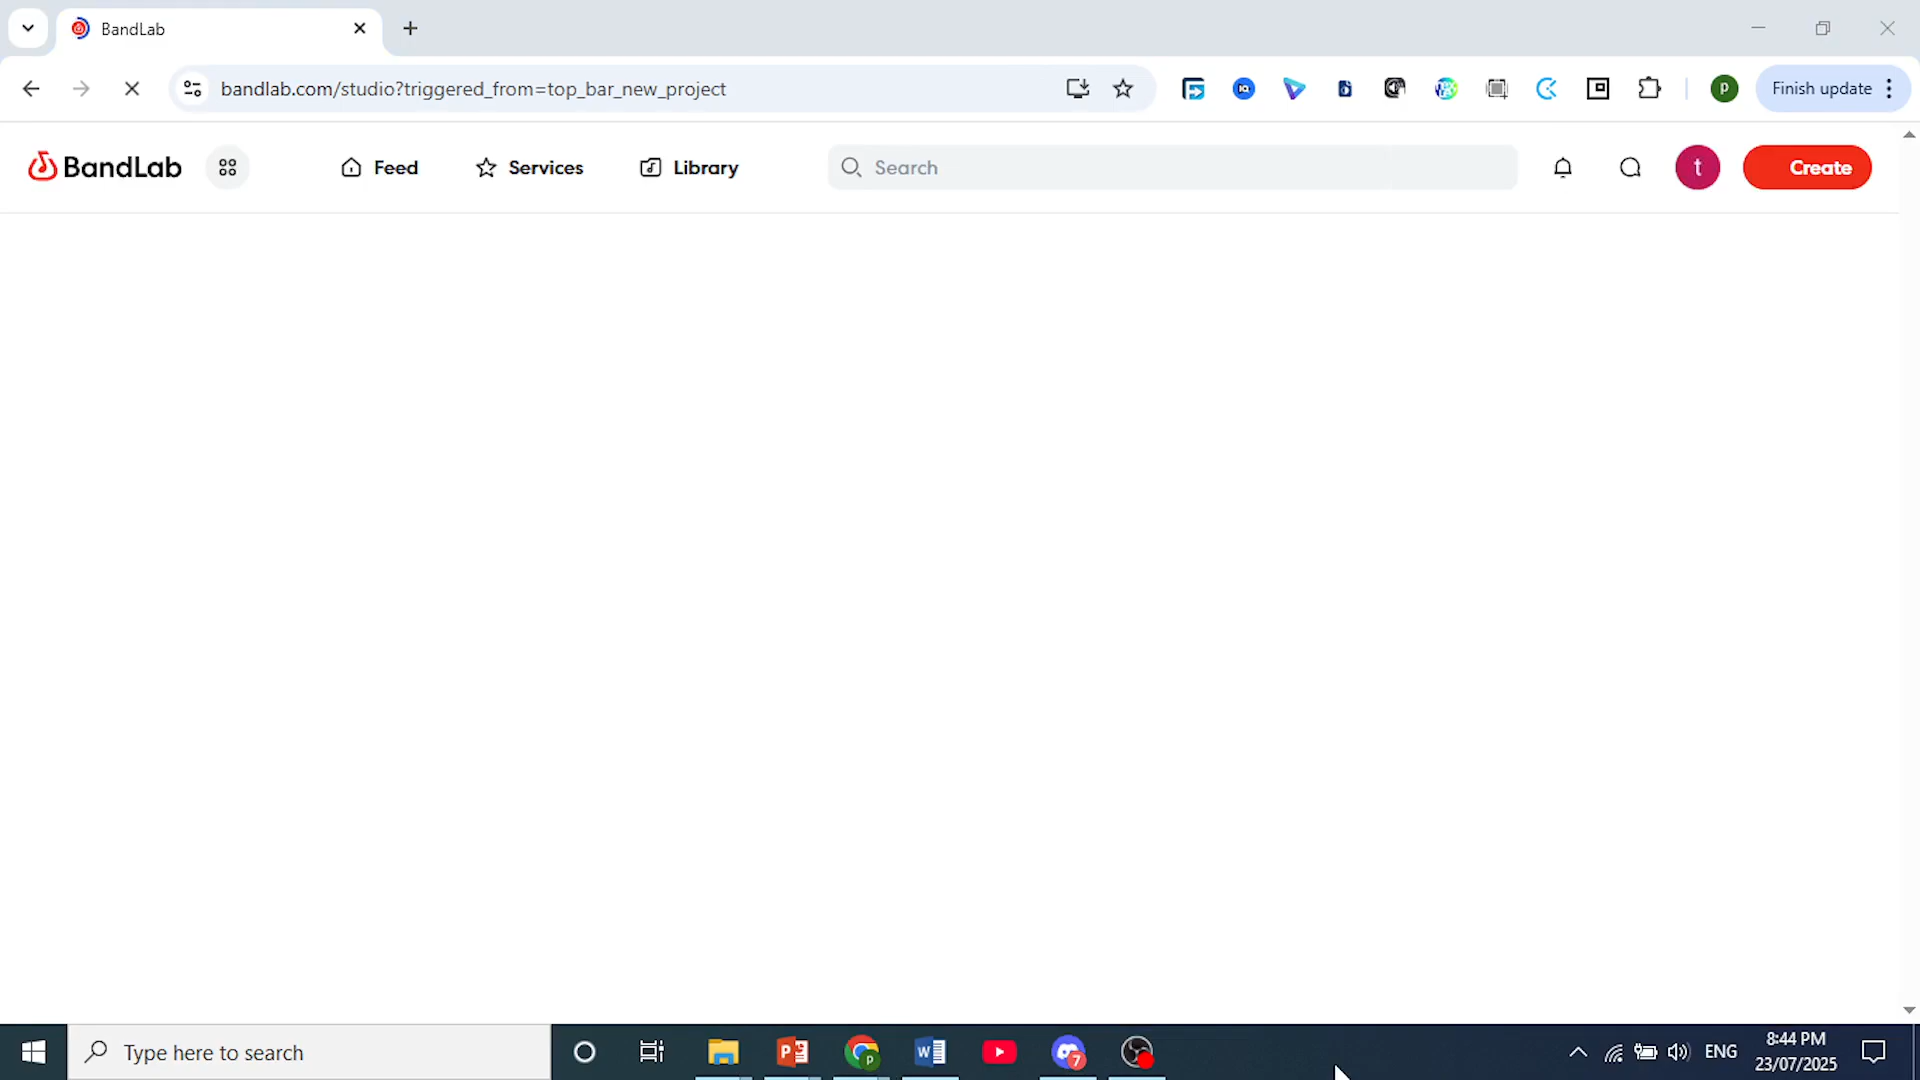 BandLab
bandlab.com/studio?triggered_from=top_bar_new_project
P
Finish update
BandLab
Feed
Services
Library
Search
t
Create
Type here to search
P
W
7
ENG
8:44 PM
23/07/2025